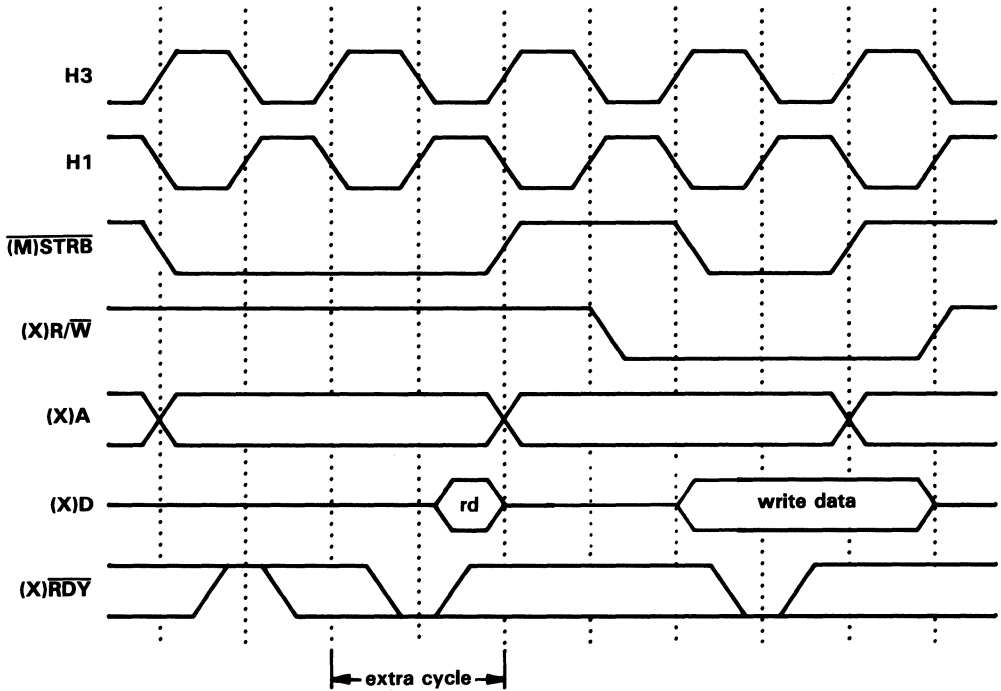 H3
H1
(M)STRB
(X)R/W
(X)A
(X)D
rd
write data
(X)RDY
extra cycle